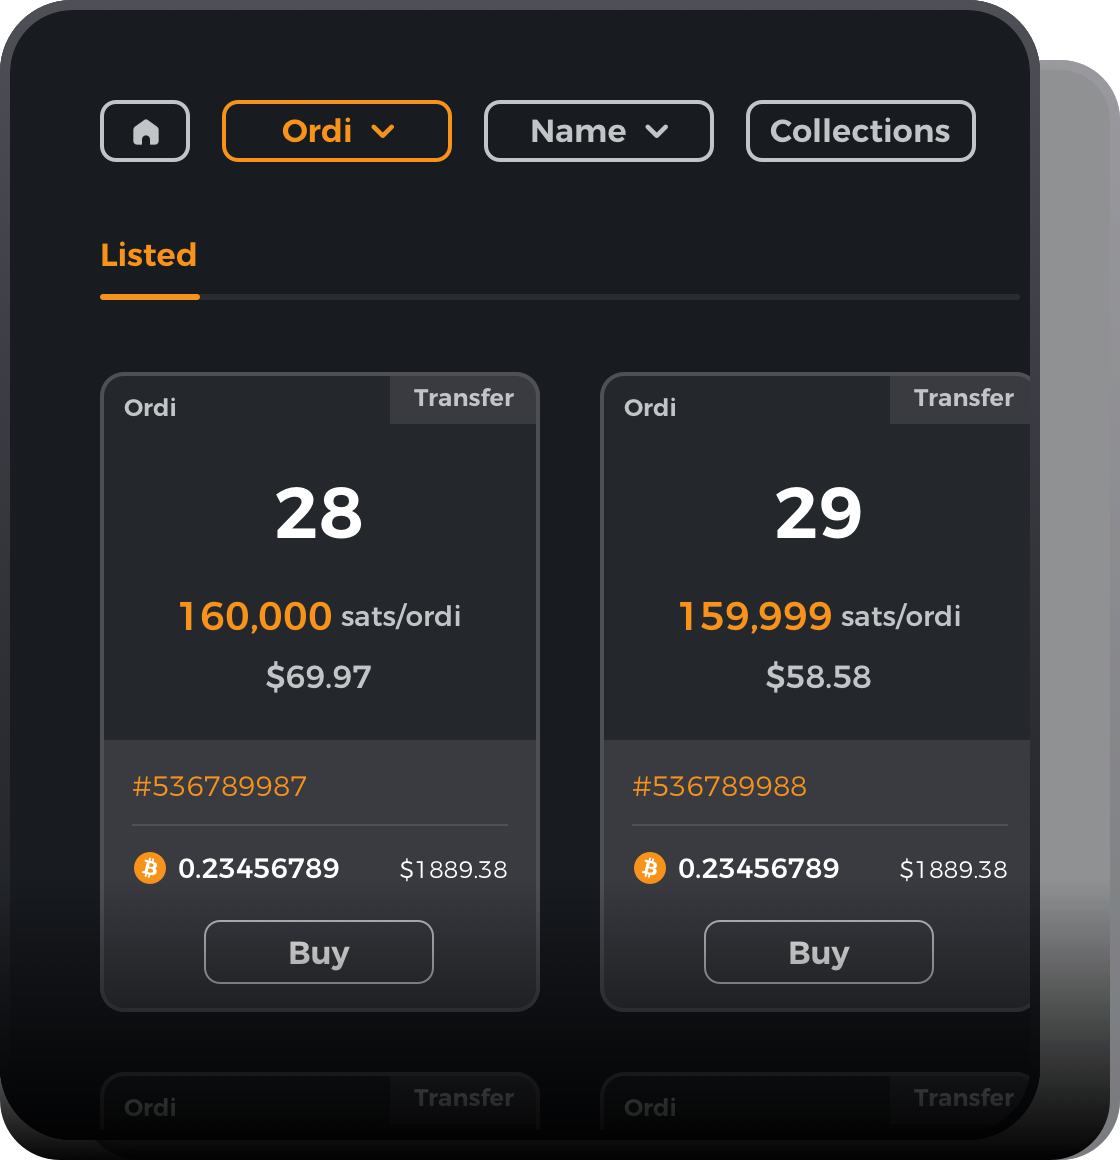 Ordi Name Collections
Listed
Ordi Transfer
28
160,000 sats/ordi
$69.97
#536789987
0.23456789 $1889.38
Buy
Ordi Transfer
29
159,999 sats/ordi
$58.58
#536789988
0.23456789 $1889.38
Buy
Ordi Transfer
Ordi Transfer